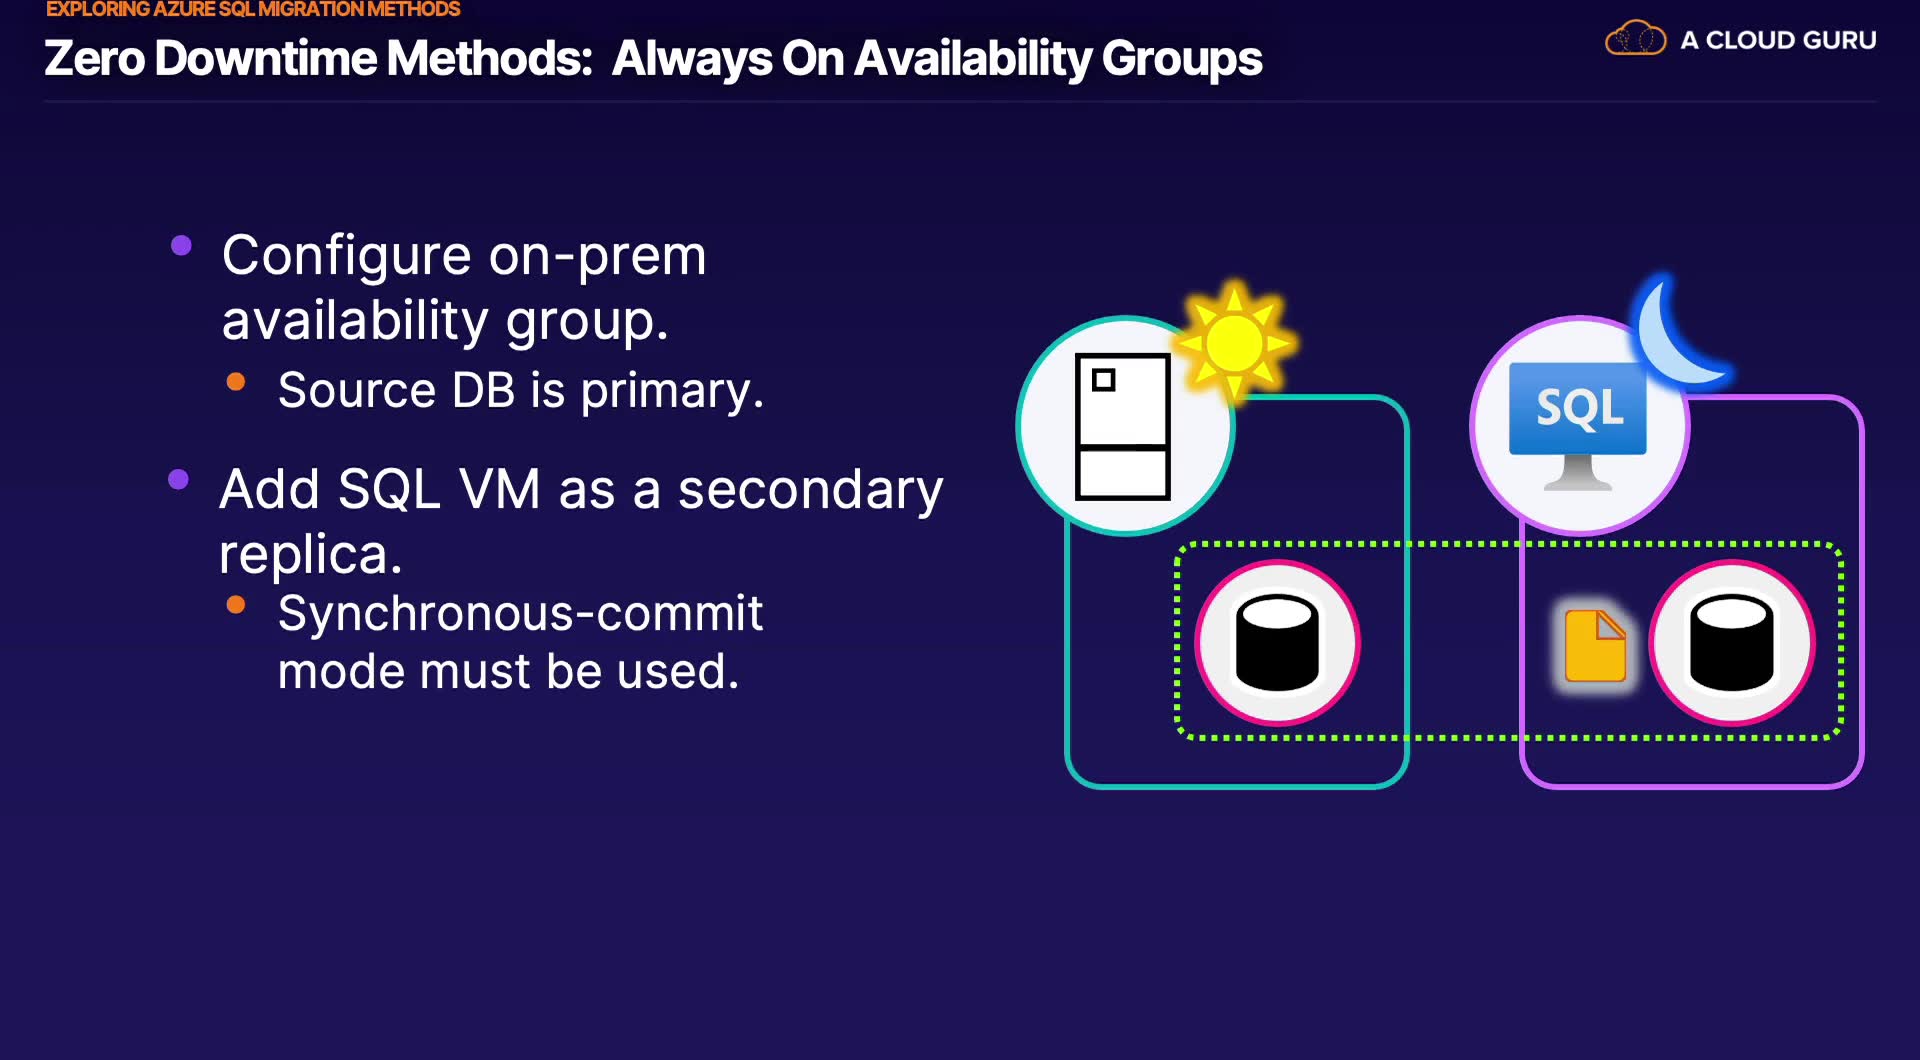 EXPLORING AZURE SQL MIGRATION METHODS
Zero Downtime Methods: Always On Availability Groups
A CLOUD GURU
Configure on-prem
availability group.
Source DB is primary.
Add SQL VM as a secondary
replica.
Synchronous-commit
mode must be used.
SQL